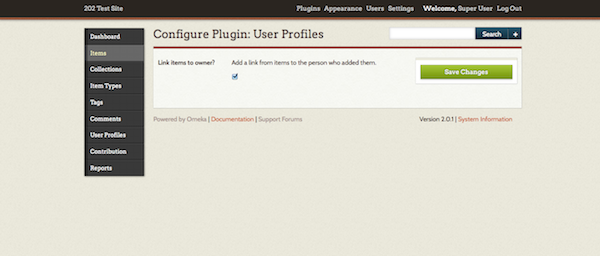 202 Test Site
Plugins Appearance Users Settings Welcome, Super User Log Out
Dashboard
Items
Collections
Item Types
Tags
Comments
User Profiles
Contribution
Reports
Configure Plugin: User Profiles
Search +
Link items to owner?
Add a link from items to the person who added them.
Save Changes
Powered by Omeka | Documentation | Support Forums
Version 2.0.1 | System Information